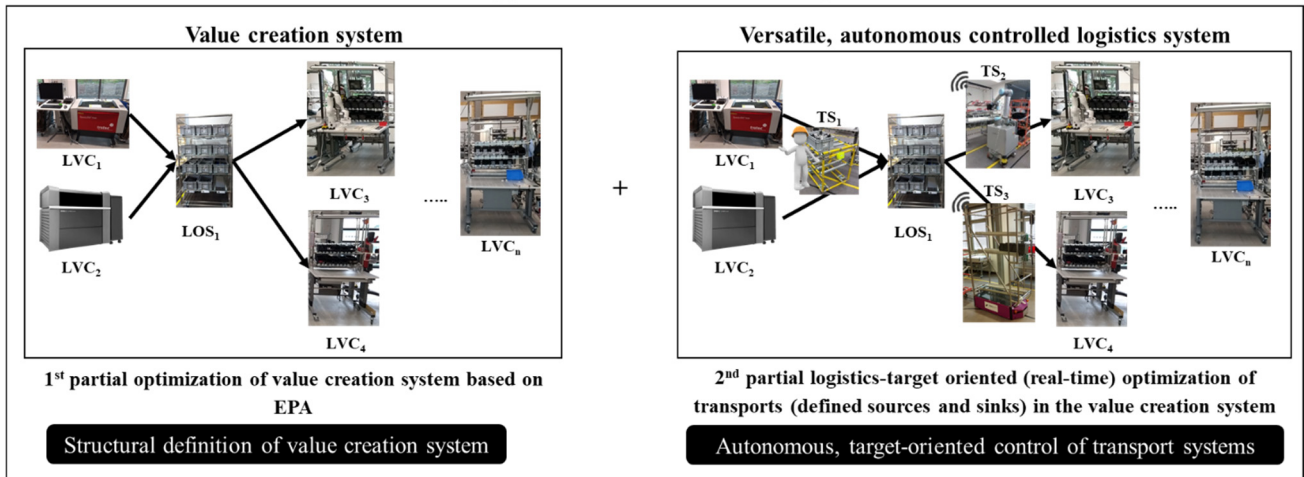 Value creation system
LVC1
LVC2
LOS1
LVC3
LVC4
.....
LVCn
1st partial optimization of value creation system based on
EPA
Structural definition of value creation system
+
Versatile, autonomous controlled logistics system
LVC1
TS1
LVC2
LOS1
TS2
TS3
LVC3
LVC4
.....
LVCn
2nd partial logistics-target oriented (real-time) optimization of
transports (defined sources and sinks) in the value creation system
Autonomous, target-oriented control of transport systems